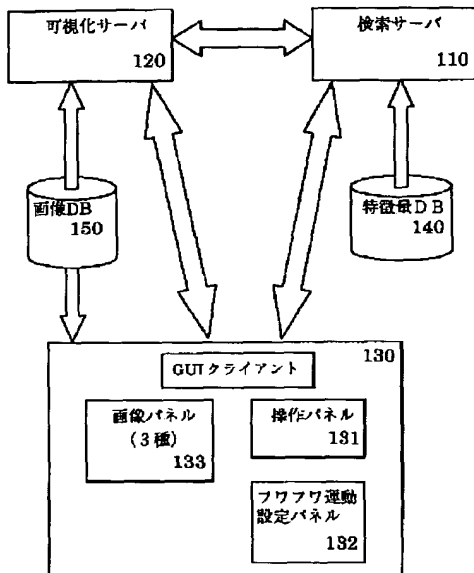 可視化サーバ
120
検索サーバ
110
画像DB
150
特徴量DB
140
130
GUIクライアント
画像パネル
(3種)
133
操作パネル
131
フワフワ運動
設定パネル
132